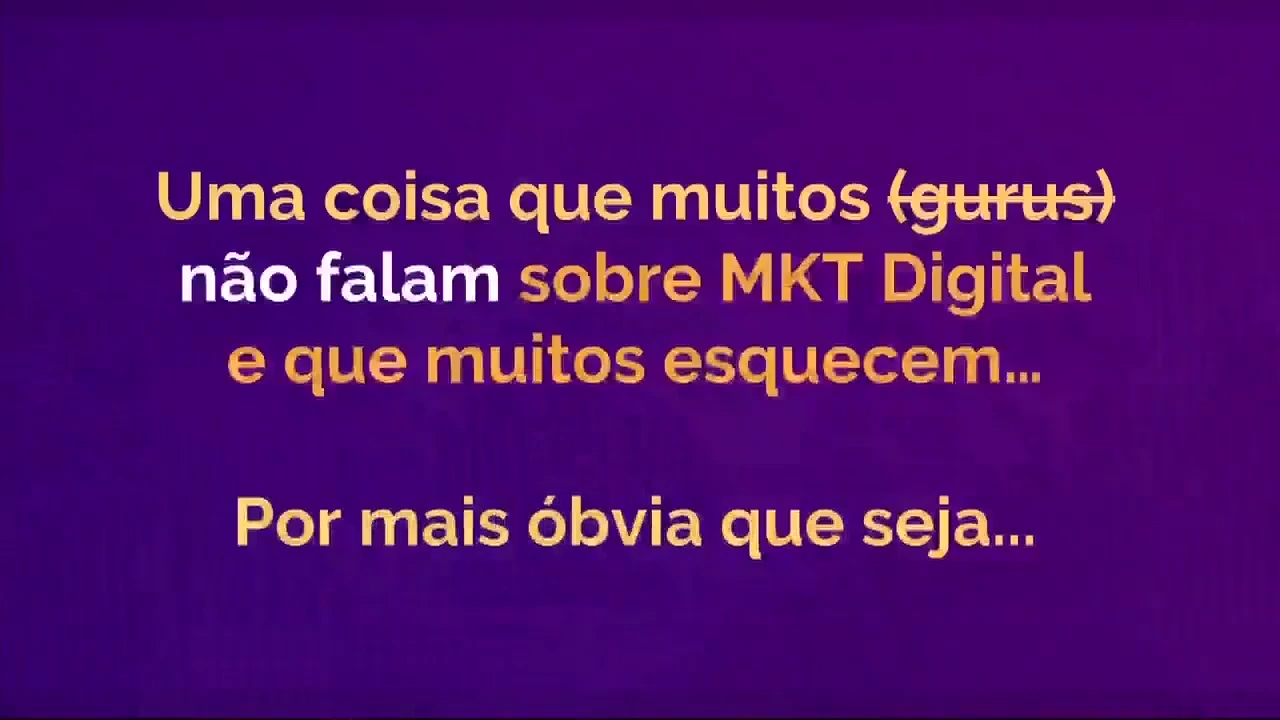 Uma coisa que muitos (gurus)
não falam sobre MKT Digital
e que muitos esquecem...
Por mais óbvia que seja...